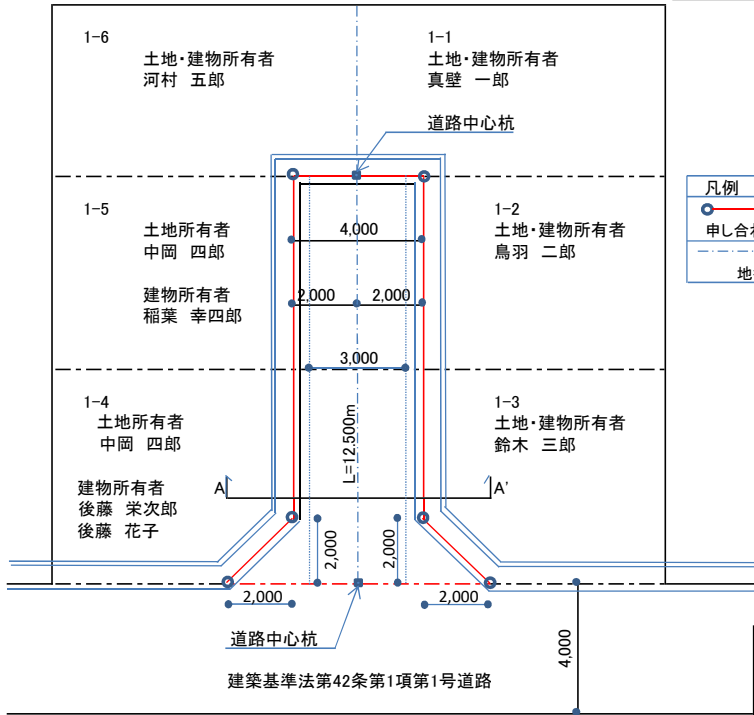 1-6
土地・建物所有者
河村 五郎
1-1
土地・建物所有者
真壁 一郎
道路中心杭
1-5
土地所有者
中岡 四郎
建物所有者
稲葉 幸四郎
4,000
2,000
2,000
3,000
1-2
土地・建物所有者
鳥羽 二郎
凡例
申し合わ
地
1-4
土地所有者
中岡 四郎
建物所有者
後藤 栄次郎
後藤 花子
L=12.500m
1-3
土地・建物所有者
鈴木 三郎
A
A'
2,000
2,000
2,000
2,000
道路中心杭
4,000
建築基準法第42条第1項第1号道路